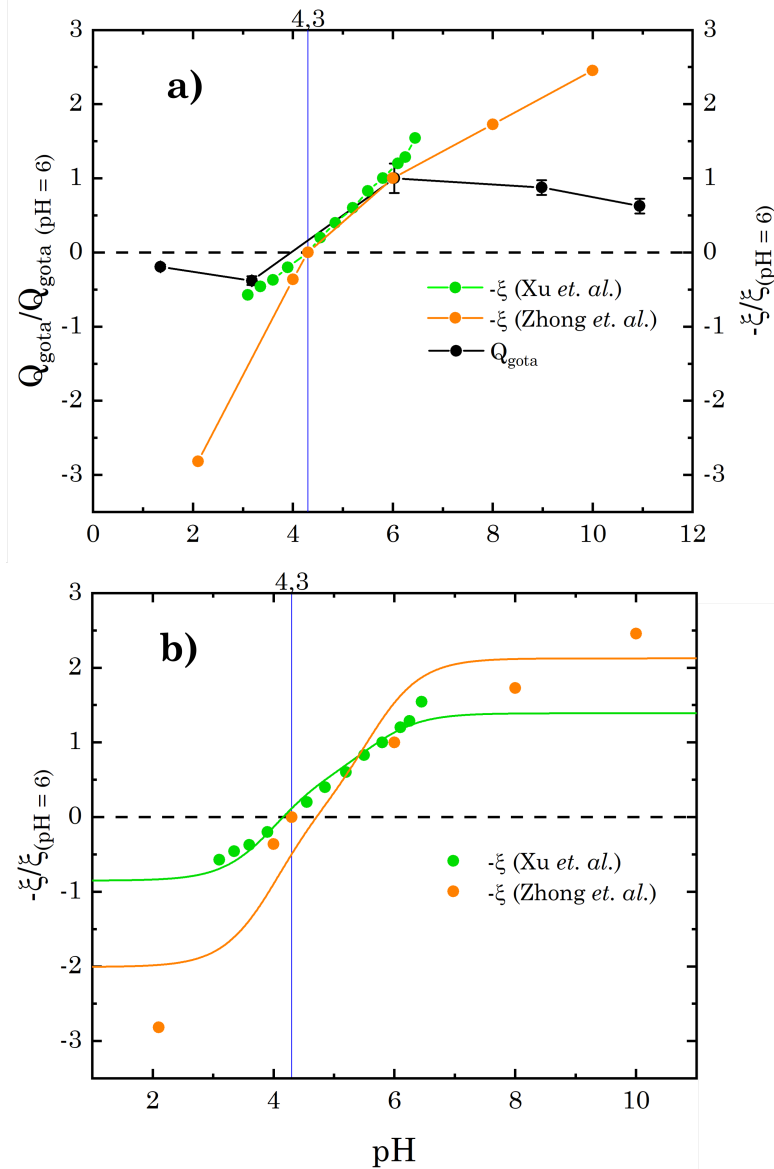 4,3
a)
3
2
1
0
-1
-2
-3
Q_gota/Q_gota (pH = 6)
3
2
1
0
-1
-2
-3
-ξ/ξ(pH = 6)
-ξ (Xu et. al.)
-ξ (Zhong et. al.)
Q_gota
0 2 4 6 8 10 12
4,3
b)
3
2
1
0
-1
-2
-3
-ξ/ξ(pH = 6)
-ξ (Xu et. al.)
-ξ (Zhong et. al.)
2 4 6 8 10
pH